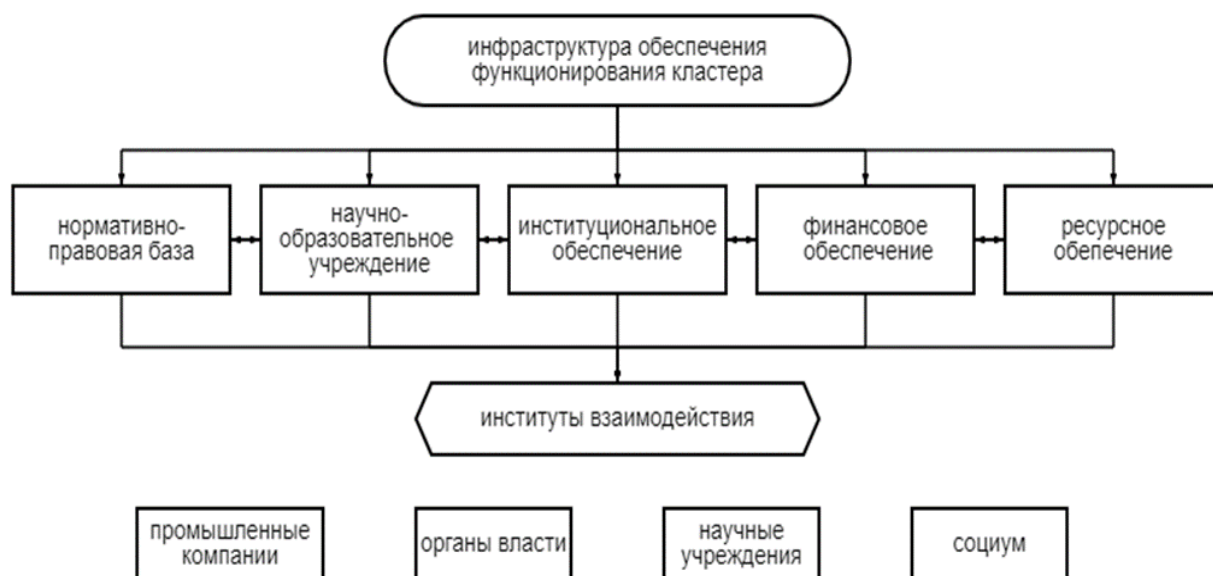 инфраструктура обеспечения
функционирования кластера
нормативно-
правовая база
научно-
образовательное
учреждение
институциональное
обеспечение
финансовое
обеспечение
ресурсное
обепечение
институты взаимодействия
промышленные
компании
органы власти
научные
учреждения
социум